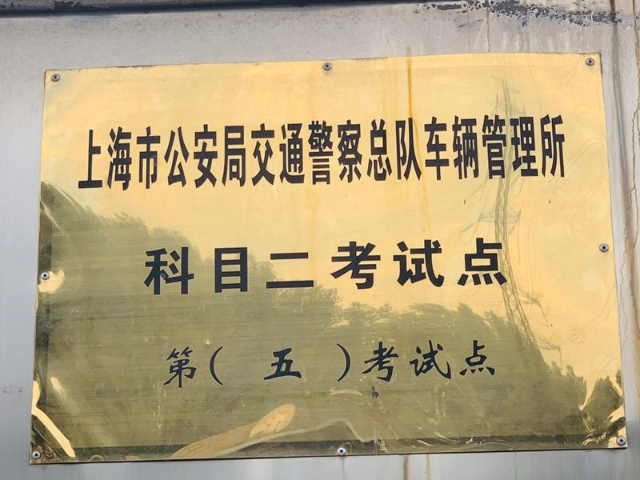 上海市公安局交通警察总队车辆管理所
科目二考试点
第( 五 )考试点